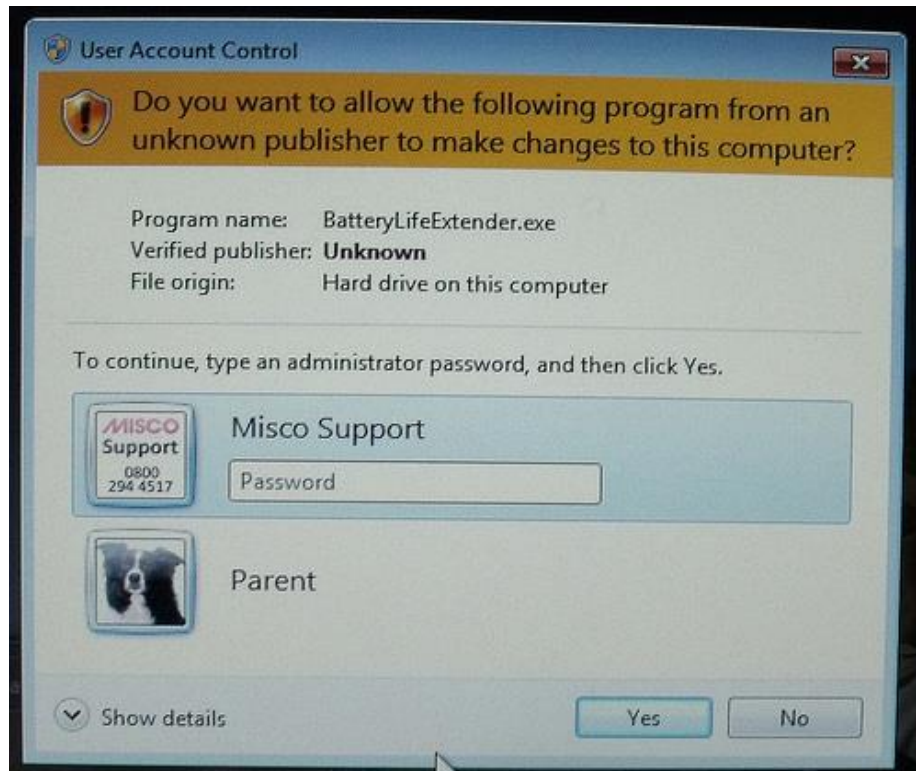 User Account Control
Do you want to allow the following program from an
unknown publisher to make changes to this computer?
Program name: BatteryLifeExtender.exe
Verified publisher: Unknown
File origin: Hard drive on this computer
To continue, type an administrator password, and then click Yes.
MISCO
Support
0800
294 4517
Misco Support
Password
Parent
Show details
Yes
No